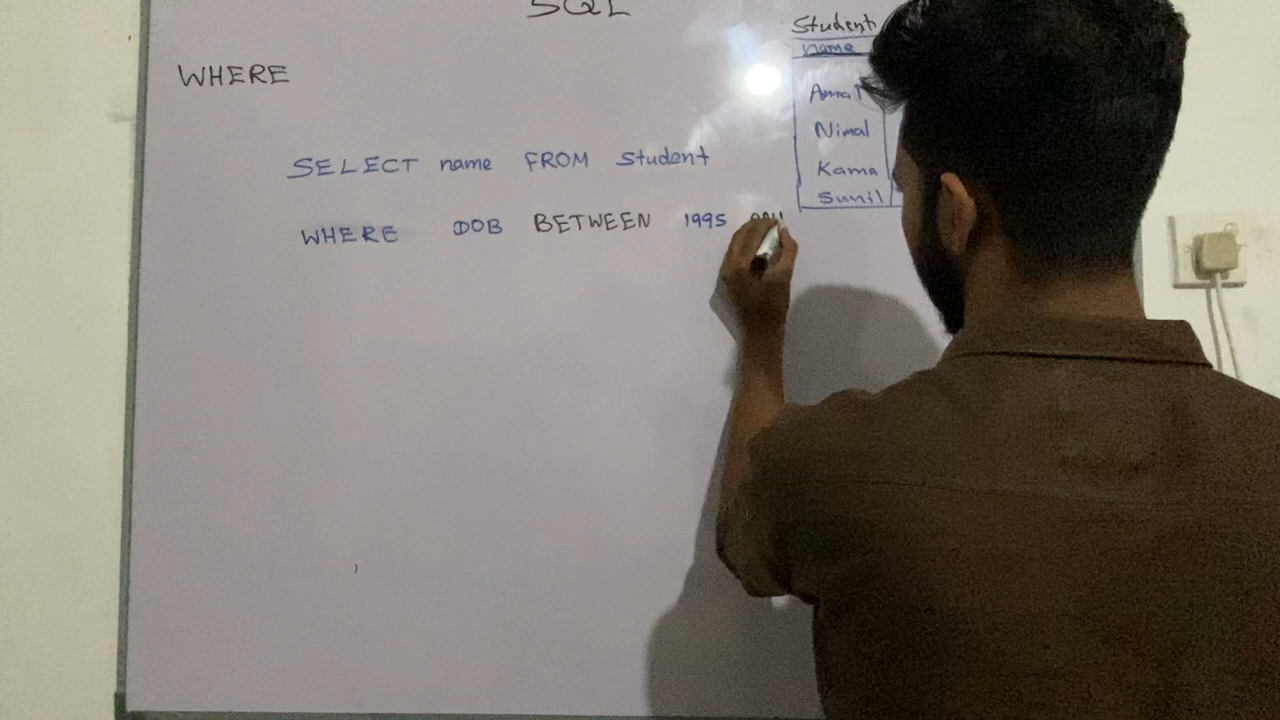 SQL
WHERE
Student
name
Amal
Nimal
Kama
Sunil
SELECT name FROM Student
WHERE DOB BETWEEN 1995